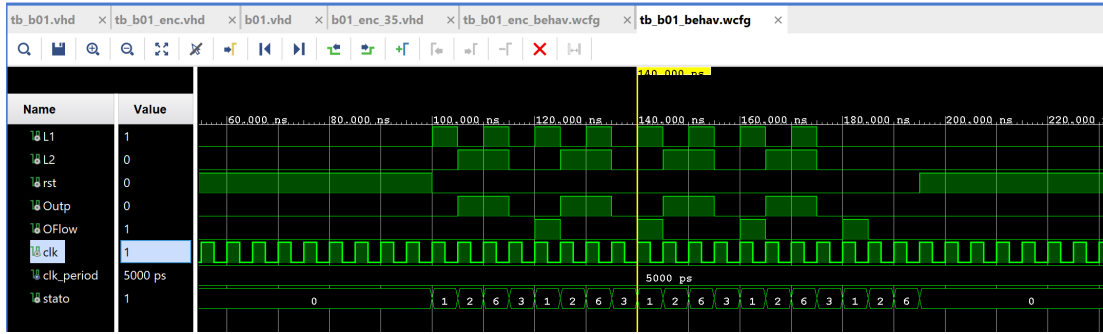 tb_b01.vhd × tb_b01_enc.vhd × b01.vhd × b01_enc_35.vhd × tb_b01_enc_behav.wcfg × tb_b01_behav.wcfg ×
140.000 ns
Name Value
60.000 ns 80.000 ns 100.000 ns 120.000 ns 140.000 ns 160.000 ns 180.000 ns 200.000 ns 220.000
L1 1
L2 0
rst 0
Outp 0
OFlow 1
clk 1
clk_period 5000 ps 5000 ps
stato 1 0 1 2 6 3 1 2 6 3 1 2 6 3 1 2 6 3 1 2 6 0